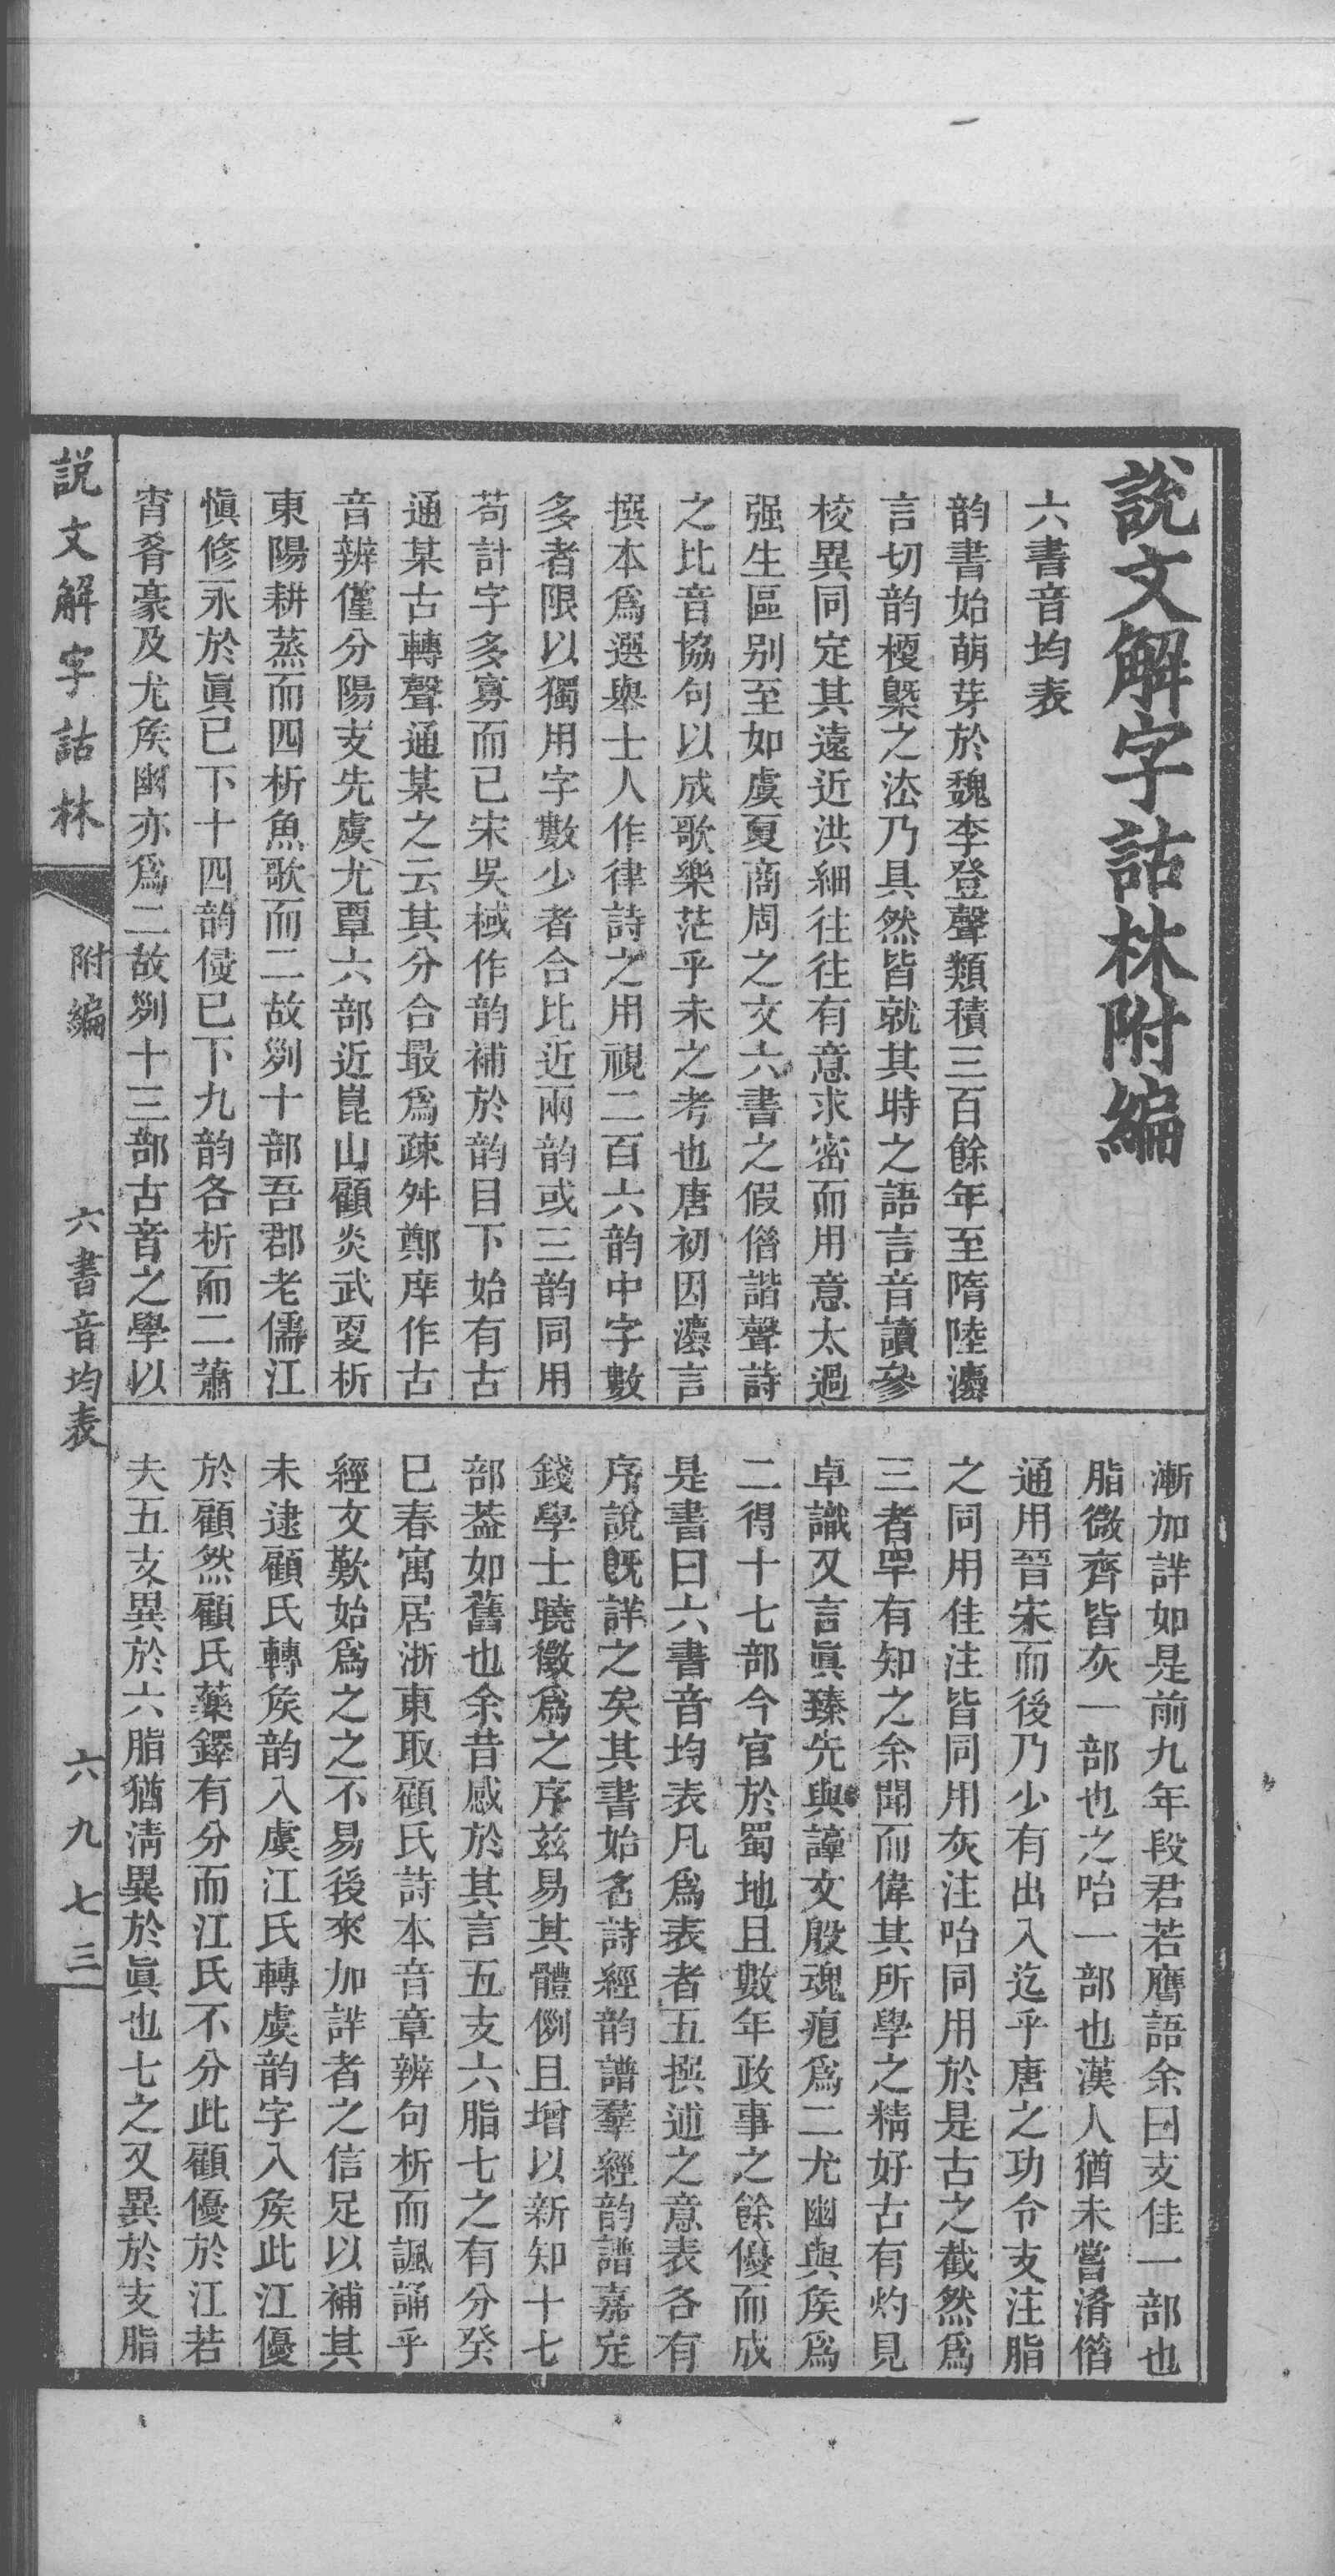 說文解字詁林附編
六書音均表
韵書始萌芽於魏李登聲類積三百餘年至隋陸灋
言切韵梗槩之法乃具然皆就其時之語言音讀參
校異同定其遠近洪細往往有意求密而用意太過
强生區别至如虞夏商周之文六書之假僭諧聲詩
之比音協句以成歌樂茫乎未之考也唐初因灋言
撰本爲選舉士人作律詩之用視二百六韵中字數
多者限以獨用字數少者合比近兩韵或三韵同用
苟計字多寡而已宋吳棫作韵補於韵目下始有古
通某古轉聲通某之云其分合最爲疎舛鄭庠作古
音辨僅分陽支先虞尤覃六部近崑山顧炎武更析
東陽耕蒸而四析魚歌而二故剡十部吾郡老儒江
愼修永於眞已下十四韵侵已下九韵各析而二蕭
宵肴豪及尤矦幽亦爲二故剡十三部古音之學以
漸加詳如是前九年段君若膺語余曰支佳一部也
脂微齊皆灰一部也之咍一部也漢人猶未嘗淆僭
通用晉宋而後乃少有出入迄乎唐之功令支注脂
之同用佳注皆同用灰注咍同用於是古之截然爲
三者罕有知之余聞而偉其所學之精好古有灼見
卓識又言眞臻先與諄文殷魂痕爲二尤幽與矦爲
二得十七部今官於蜀地且數年政事之餘優而成
是書曰六書音均表凡爲表者五撰述之意表各有
序說旣詳之矣其書始名詩經韵譜羣經韵譜嘉定
錢學士曉徵爲之序兹易其體例且增以新知十七
部葢如舊也余昔感於其言五支六脂七之有分癸
巳春寓居浙東取顧氏詩本音章辨句析而諷誦乎
經文歎始爲之之不易後來加詳者之信足以補其
未逮顧氏轉矦韵入虞江氏轉虞韵字入矦此江優
於顧然顧氏藥鐸有分而江氏不分此顧優於江若
夫五支異於六脂猶淸異於眞也七之又異於支脂
說文解字詁林
附編
六書音均表
六九七三